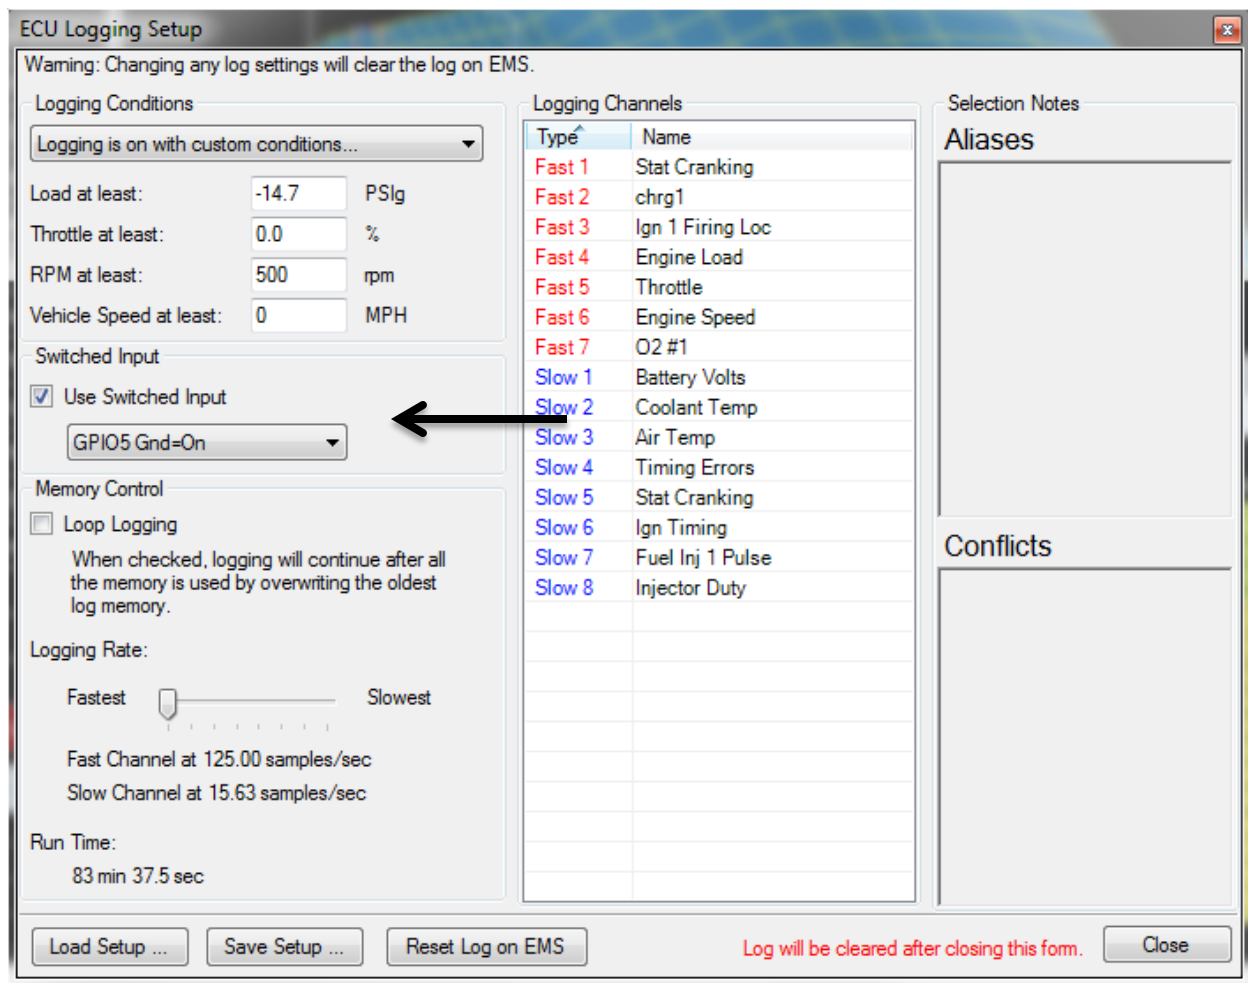 ECU Logging Setup
Warning: Changing any log settings will clear the log on EMS.
Logging Conditions
Logging is on with custom conditions...
Load at least: -14.7 PSIg
Throttle at least: 0.0 %
RPM at least: 500 rpm
Vehicle Speed at least: 0 MPH
Switched Input
Use Switched Input
GPIO5 Gnd=On
Memory Control
Loop Logging
When checked, logging will continue after all
the memory is used by overwriting the oldest
log memory.
Logging Rate:
Fastest Slowest
Fast Channel at 125.00 samples/sec
Slow Channel at 15.63 samples/sec
Run Time:
83 min 37.5 sec
Logging Channels
Type Name
Fast 1 Stat Cranking
Fast 2 chrg1
Fast 3 Ign 1 Firing Loc
Fast 4 Engine Load
Fast 5 Throttle
Fast 6 Engine Speed
Fast 7 O2 #1
Slow 1 Battery Volts
Slow 2 Coolant Temp
Slow 3 Air Temp
Slow 4 Timing Errors
Slow 5 Stat Cranking
Slow 6 Ign Timing
Slow 7 Fuel Inj 1 Pulse
Slow 8 Injector Duty
Selection Notes
Aliases
Conflicts
Load Setup ... Save Setup ... Reset Log on EMS Log will be cleared after closing this form. Close